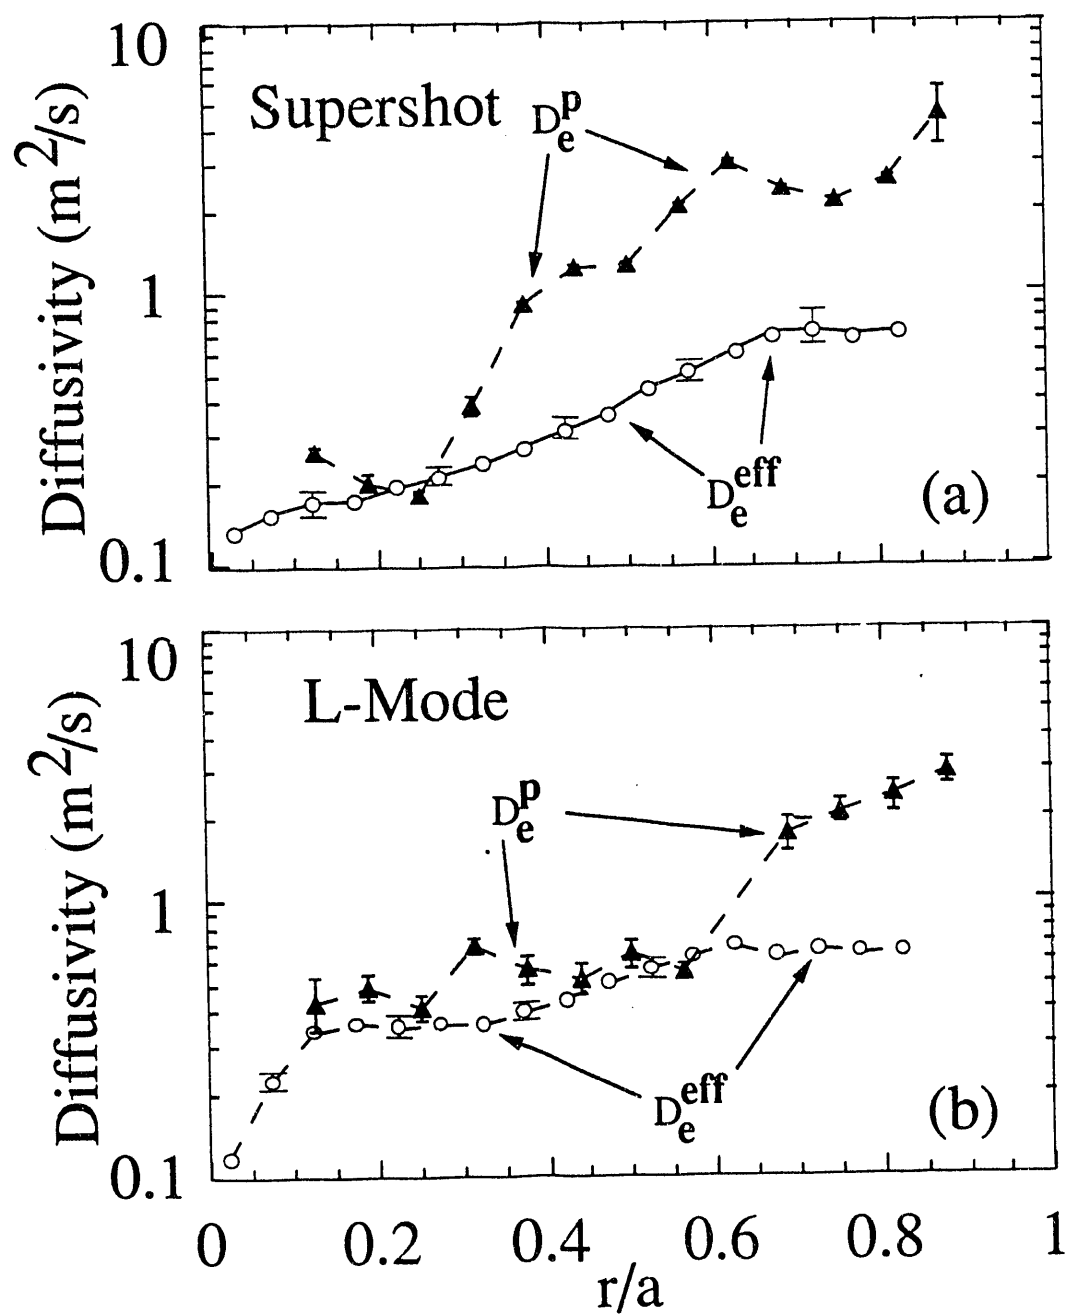 10
Supershot
D_e^p
Diffusivity (m^2/s)
1
D_e^eff
(a)
0.1
10
L-Mode
D_e^p
Diffusivity (m^2/s)
1
D_e^eff
(b)
0.1
0 0.2 0.4 0.6 0.8 1
r/a